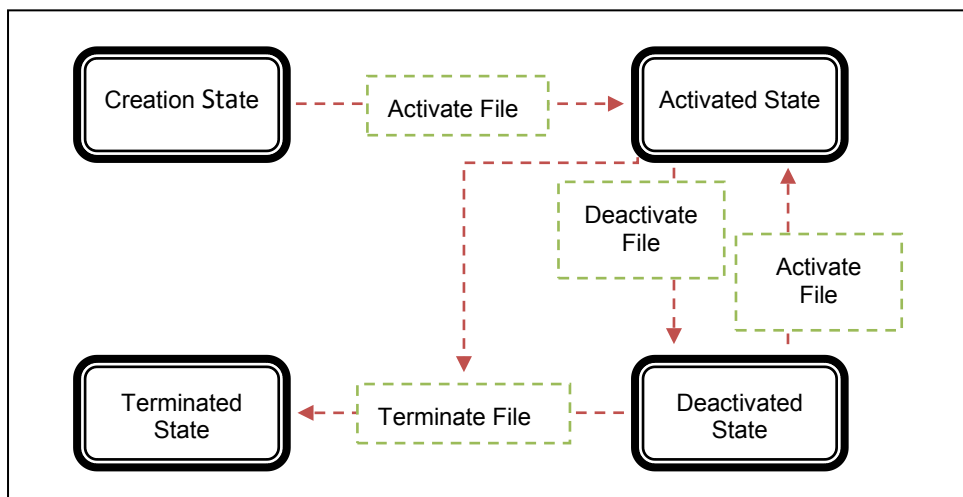 Creation State
Activate File
Activated State
Deactivate
File
Activate
File
Terminated
State
Terminate File
Deactivated
State